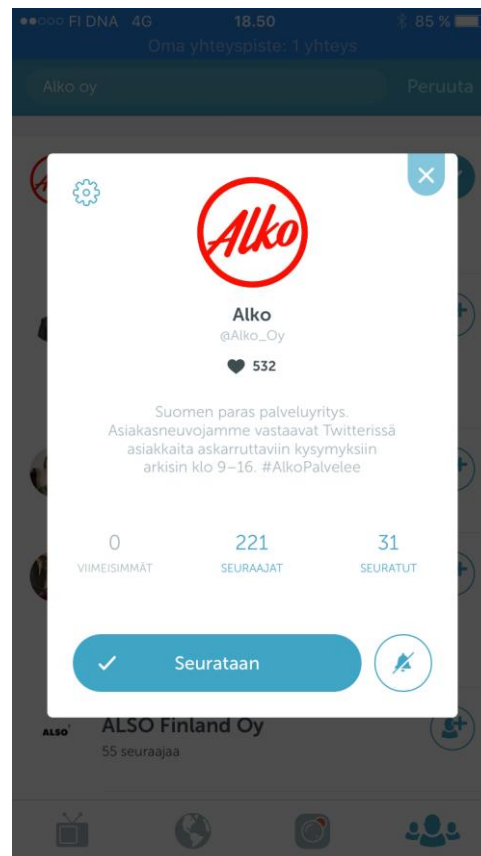 FI DNA 4G 18.50 85 %
Oma yhteyspiste: 1 yhteys
Alko oy Peruuta
Alko
Alko
@Alko_Oy
532
Suomen paras palveluyritys.
Asiakasneuvojamme vastaavat Twitterissä
asiakkaita askarruttaviin kysymyksiin
arkisin klo 9–16. #AlkoPalvelee
0 221 31
VIIMEISIMMÄT SEURAAJAT SEURATUT
Seurataan
ALSO ALSO Finland Oy
55 seuraajaa